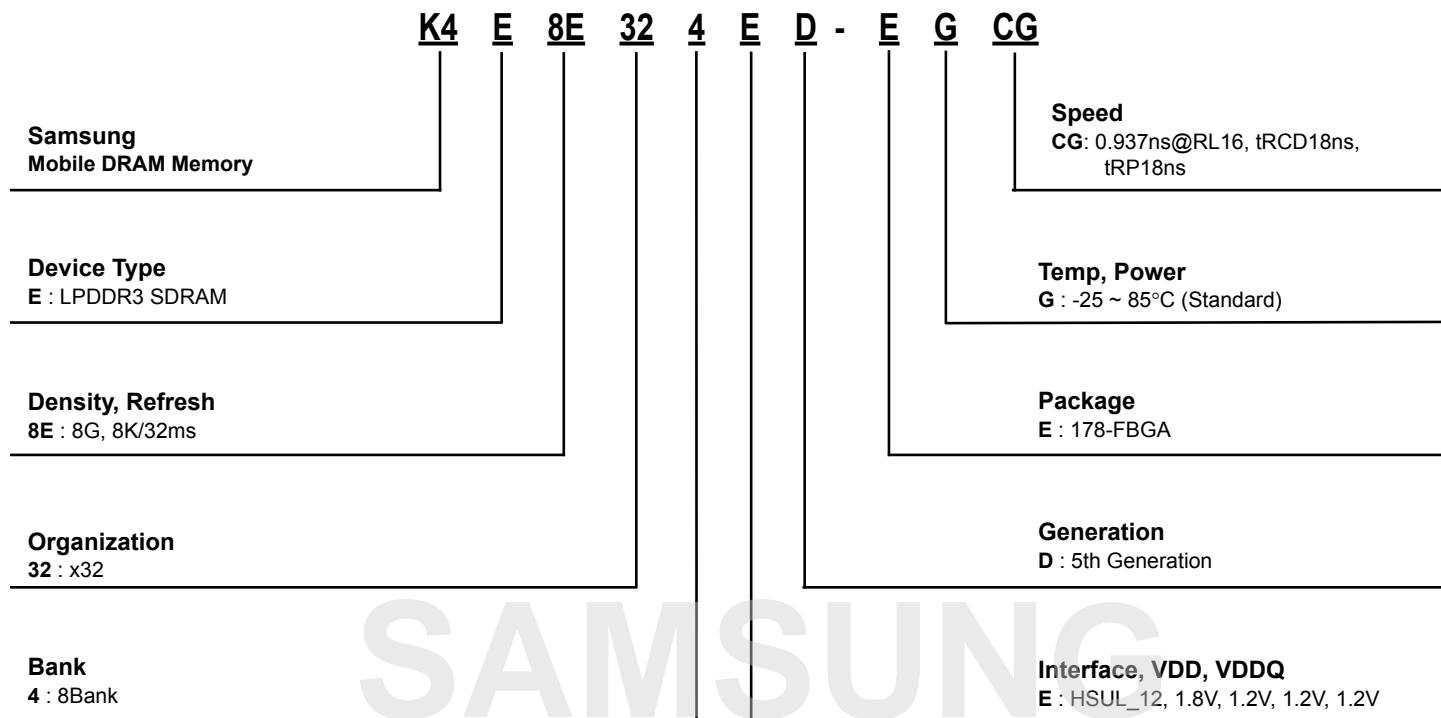 K4 E 8E 32 4 E D - E G CG
Samsung
Mobile DRAM Memory
Device Type
E : LPDDR3 SDRAM
Density, Refresh
8E : 8G, 8K/32ms
Organization
32 : x32
Bank
4 : 8Bank
Speed
CG: 0.937ns@RL16, tRCD18ns,
tRP18ns
Temp, Power
G : -25 ~ 85°C (Standard)
Package
E : 178-FBGA
Generation
D : 5th Generation
Interface, VDD, VDDQ
E : HSUL_12, 1.8V, 1.2V, 1.2V, 1.2V
SAMSUNG